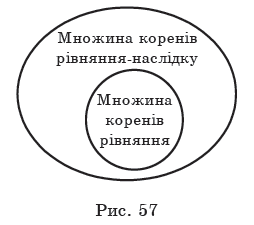 Множина коренів
рівняння-наслідку
Множина
коренів
рівняння
Рис. 57